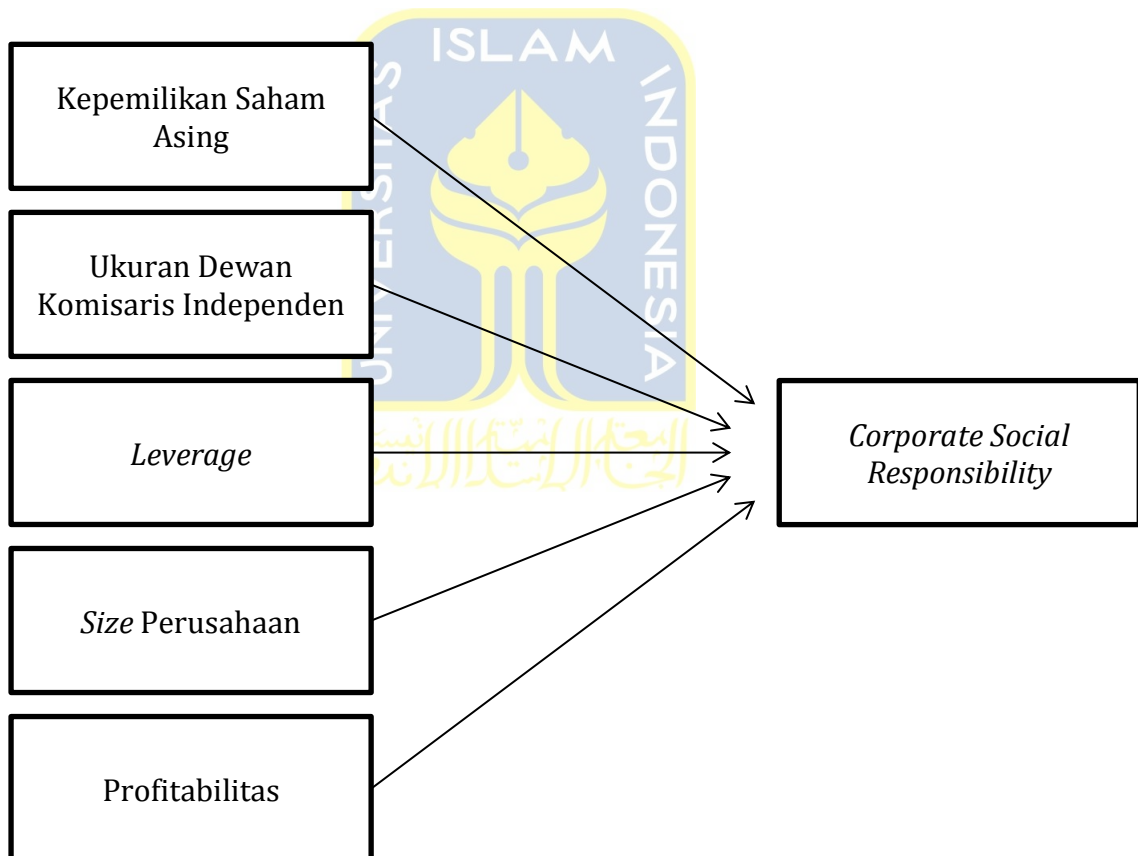 Kepemilikan Saham
Asing
Ukuran Dewan
Komisaris Independen
Leverage
Size Perusahaan
Profitabilitas
Corporate Social
Responsibility
UNIVERSITAS
ISLAM
INDONESIA